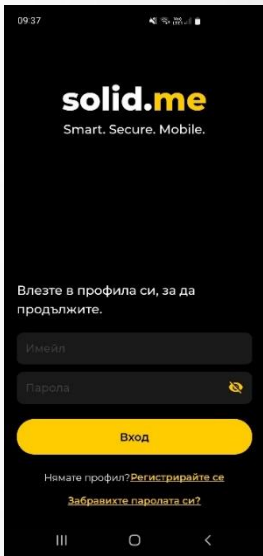 09:37
solid.me
Smart. Secure. Mobile.
Влезте в профила си, за да
продължите.
Имейл
Парола
Вход
Нямате профил?Регистрирайте се
Забравихте паролата си?